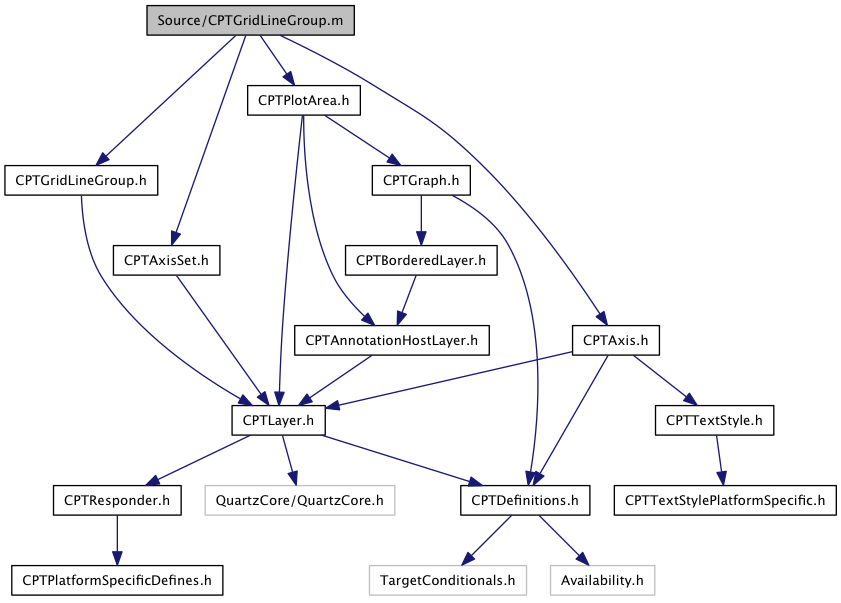 Source/CPTGridLineGroup.m
CPTPlotArea.h
CPTGridLineGroup.h
CPTGraph.h
CPTAxisSet.h
CPTBorderedLayer.h
CPTAnnotationHostLayer.h
CPTAxis.h
CPTLayer.h
CPTTextStyle.h
CPTResponder.h
QuartzCore/QuartzCore.h
CPTDefinitions.h
CPTTextStylePlatformSpecific.h
CPTPlatformSpecificDefines.h
TargetConditionals.h
Availability.h